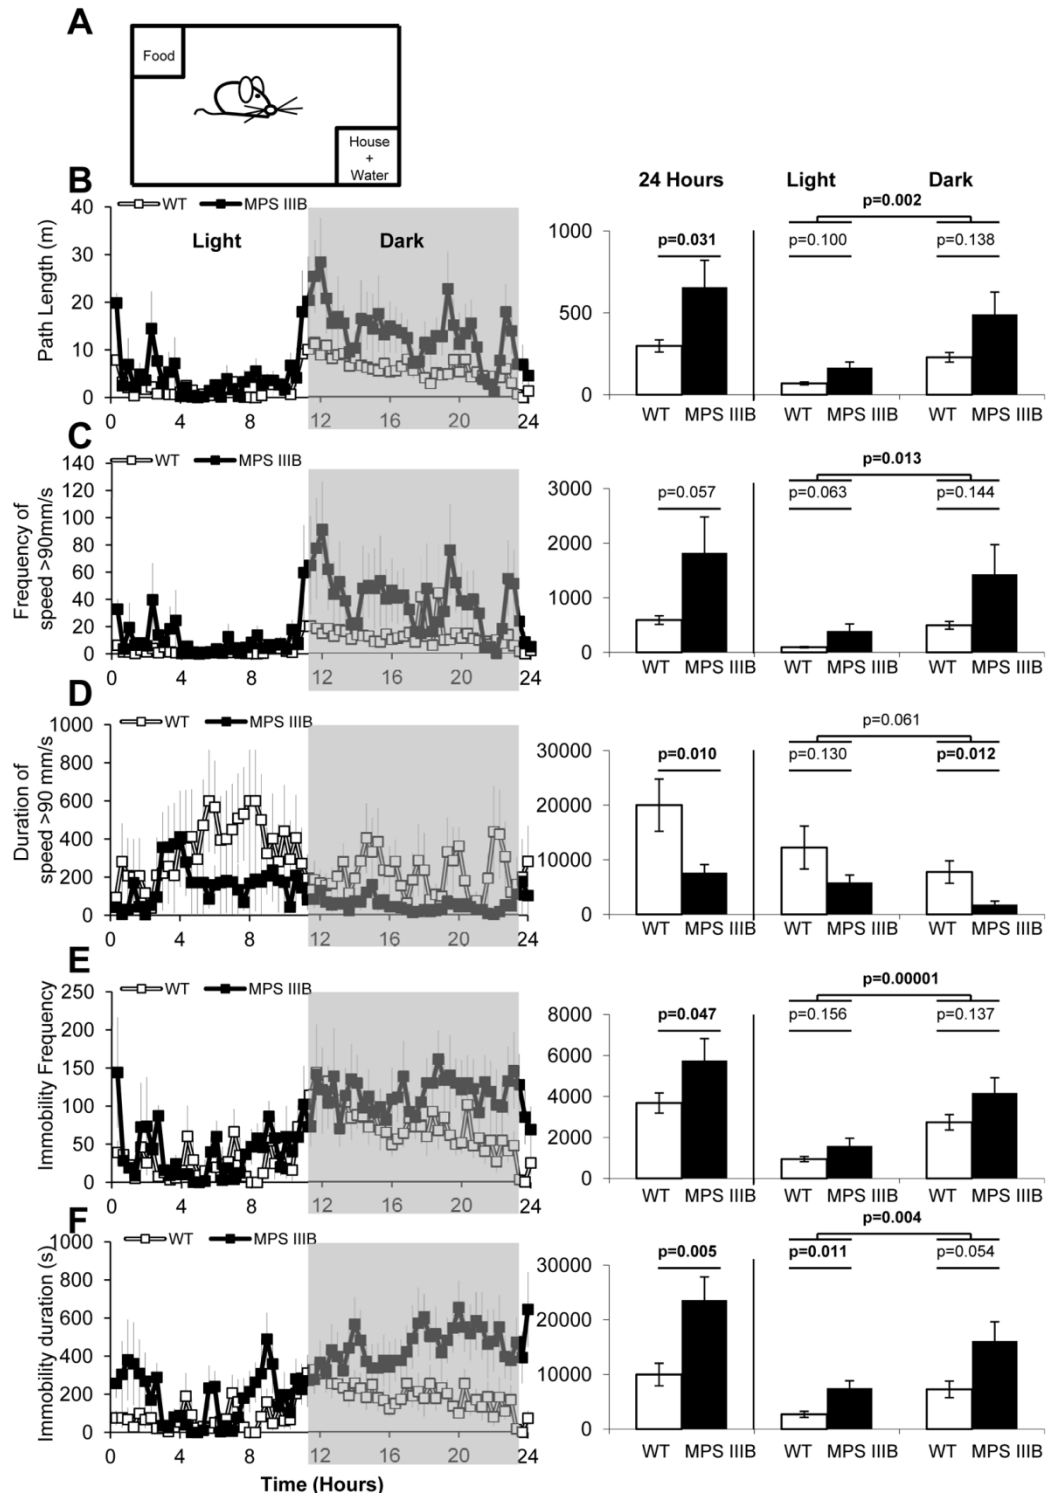 A
Food
House
+
Water
B
WT MPS IIIB
Path Length (m)
40
30
20
10
0
Light Dark
0 4 8 12 16 20 24
24 Hours Light Dark
p=0.002
p=0.031 p=0.100 p=0.138
1000
500
0
WT MPS IIIB WT MPS IIIB WT MPS IIIB
C
WT MPS IIIB
Frequency of
speed >90mm/s
140
120
100
80
60
40
20
0
0 4 8 12 16 20 24
p=0.013
p=0.057 p=0.063 p=0.144
3000
2000
1000
0
WT MPS IIIB WT MPS IIIB WT MPS IIIB
D
WT MPS IIIB
Duration of
speed >90 mm/s
1000
800
600
400
200
0
0 4 8 12 16 20 24
p=0.061
p=0.010 p=0.130 p=0.012
30000
20000
10000
0
WT MPS IIIB WT MPS IIIB WT MPS IIIB
E
WT MPS IIIB
Immobility Frequency
250
200
150
100
50
0
0 4 8 12 16 20 24
p=0.00001
p=0.047 p=0.156 p=0.137
8000
6000
4000
2000
0
WT MPS IIIB WT MPS IIIB WT MPS IIIB
F
WT MPS IIIB
Immobility duration (s)
1000
800
600
400
200
0
0 4 8 12 16 20 24
Time (Hours)
p=0.004
p=0.005 p=0.011 p=0.054
30000
20000
10000
0
WT MPS IIIB WT MPS IIIB WT MPS IIIB